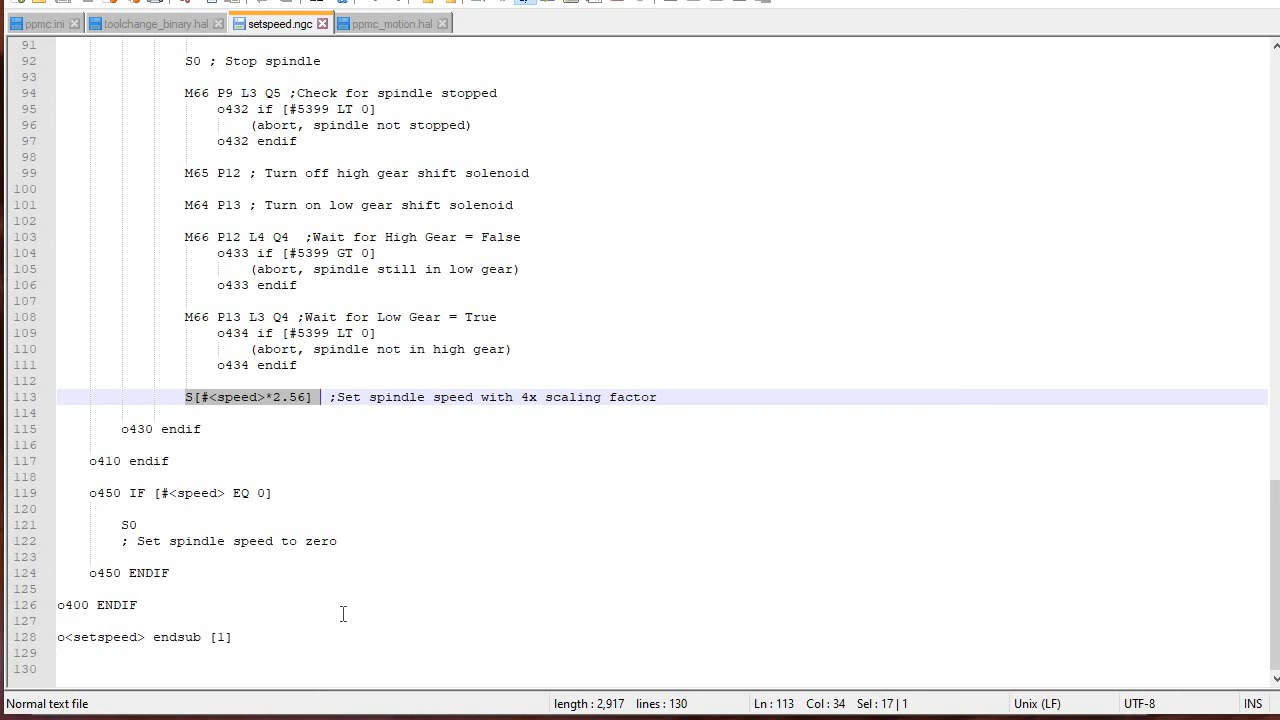 ppmc.ini toolchange_binary.hal setspeed.ngc ppmc_motion.hal
91
92 S0 ; Stop spindle
93
94 M66 P9 L3 Q5 ;Check for spindle stopped
95 o432 if [#5399 LT 0]
96 (abort, spindle not stopped)
97 o432 endif
98
99 M65 P12 ; Turn off high gear shift solenoid
100
101 M64 P13 ; Turn on low gear shift solenoid
102
103 M66 P12 L4 Q4 ;Wait for High Gear = False
104 o433 if [#5399 GT 0]
105 (abort, spindle still in low gear)
106 o433 endif
107
108 M66 P13 L3 Q4 ;Wait for Low Gear = True
109 o434 if [#5399 LT 0]
110 (abort, spindle not in high gear)
111 o434 endif
112
113 S[#<speed>*2.56] ;Set spindle speed with 4x scaling factor
114
115 o430 endif
116
117 o410 endif
118
119 o450 IF [#<speed> EQ 0]
120
121 S0
122 ; Set spindle speed to zero
123
124 o450 ENDIF
125
126 o400 ENDIF
127
128 o<setspeed> endsub [1]
129
130
Normal text file length : 2,917 lines : 130 Ln : 113 Col : 34 Sel : 17 | 1 Unix (LF) UTF-8 INS